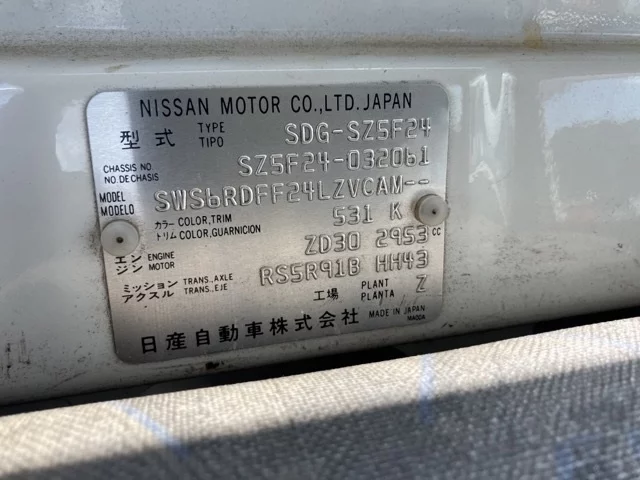 NISSAN MOTOR CO.,LTD. JAPAN
型式 TYPE TIPO SDG-SZ5F24
CHASSIS NO NO.DE CHASIS SZ5F24-032061
MODEL MODELO SWS6RDFF24LZVCAM--
カラー COLOR,TRIM トリム COLOR,GUARNICION 531 K
エンジン ENGINE MOTOR ZD30 2953 CC
ミッション アクスル TRANS.,AXLE TRANS.,EJE RS5R91B HH43
工場 PLANT PLANTA Z
日産自動車株式会社 MADE IN JAPAN